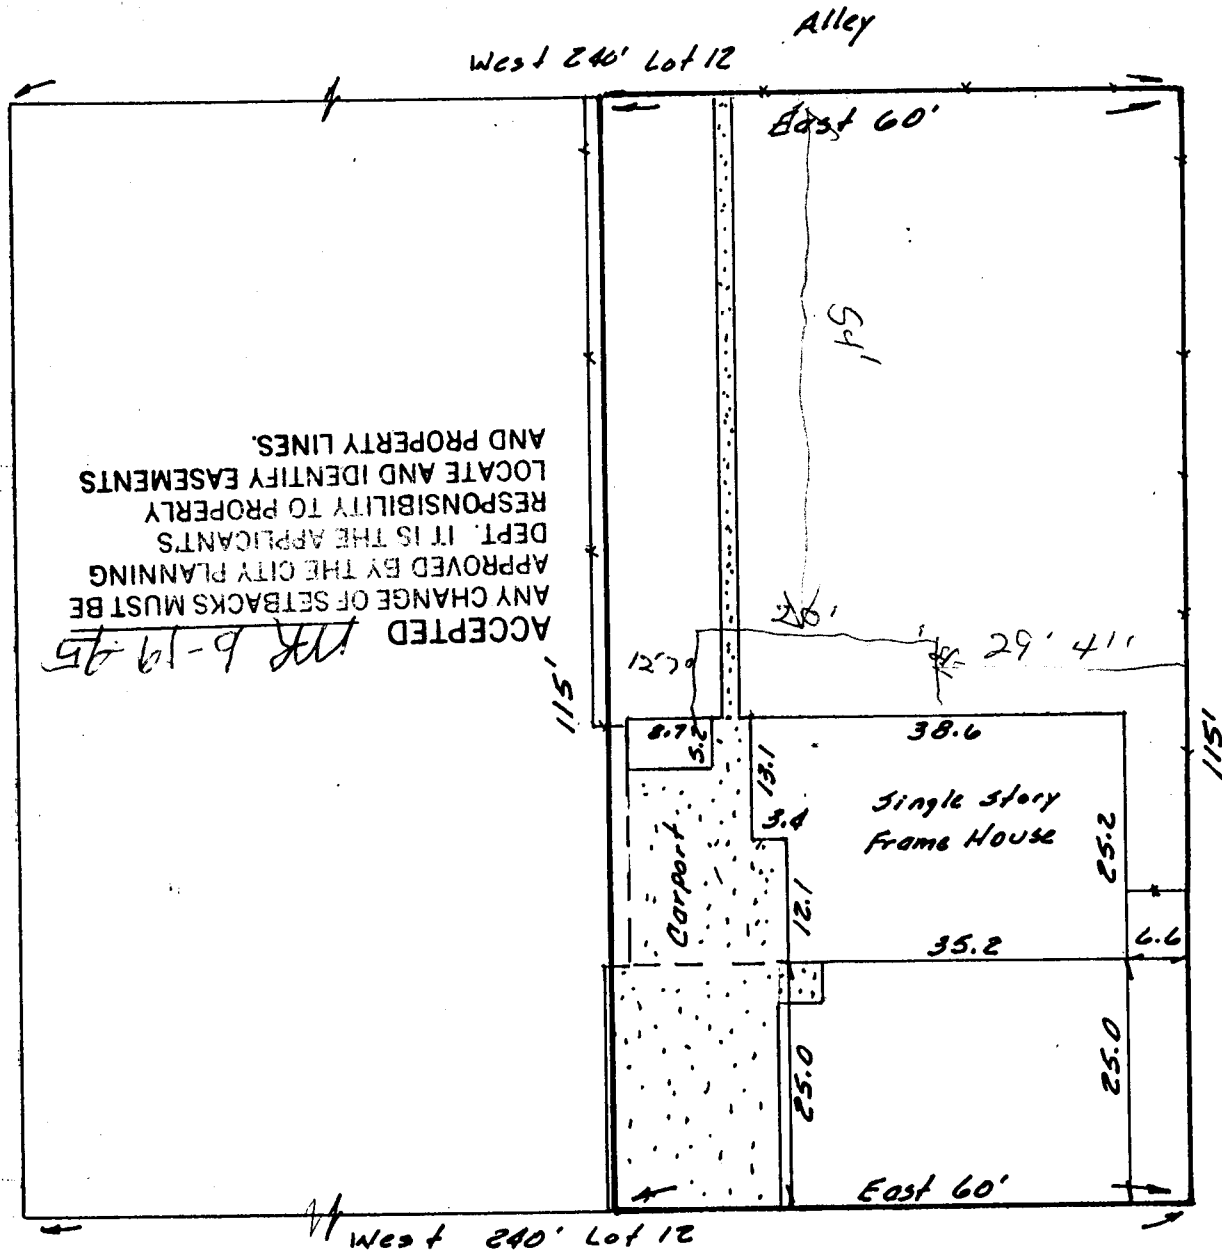 Alley
West 240' Lot 12
East 60'
54'
ACCEPTED
ANY CHANGE OF SETBACKS MUST BE
APPROVED BY THE CITY PLANNING
DEPT. IT IS THE APPLICANT'S
RESPONSIBILITY TO PROPERLY
LOCATE AND IDENTIFY EASEMENTS
AND PROPERTY LINES.
6-19-95
29' 4"
115'
115'
8.7
5.2
38.6
13.1
3.4
Single Story
Frame House
25.2
Carport
12.1
35.2
6.6
25.0
25.0
East 60'
West 240' Lot 12